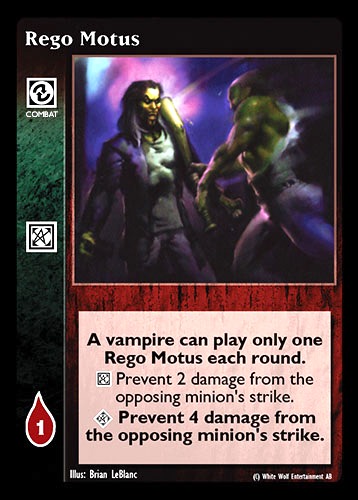 Rego Motus
COMBAT
A vampire can play only one
Rego Motus each round.
Prevent 2 damage from the
opposing minion's strike.
Prevent 4 damage from
the opposing minion's strike.
1
Illus: Brian LeBlanc
(C) White Wolf Entertainment AB